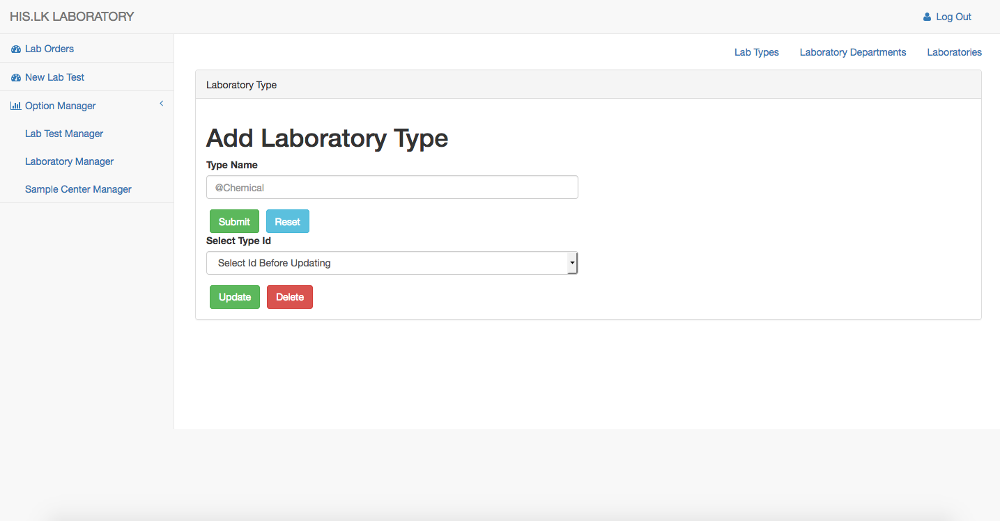 HIS.LK LABORATORY
Log Out
Lab Orders
New Lab Test
Option Manager
Lab Test Manager
Laboratory Manager
Sample Center Manager
Lab Types Laboratory Departments Laboratories
Laboratory Type
Add Laboratory Type
Type Name
@Chemical
Submit Reset
Select Type Id
Select Id Before Updating
Update Delete